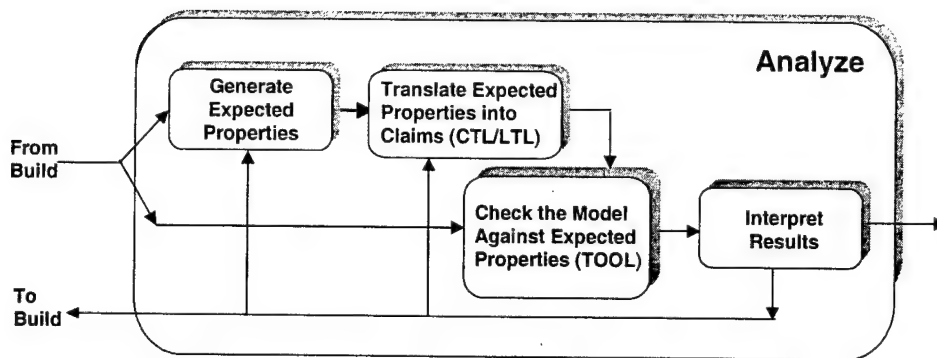 Analyze
Generate
Expected
Properties
Translate Expected
Properties into
Claims (CTL/LTL)
From
Build
Check the Model
Against Expected
Properties (TOOL)
Interpret
Results
To
Build